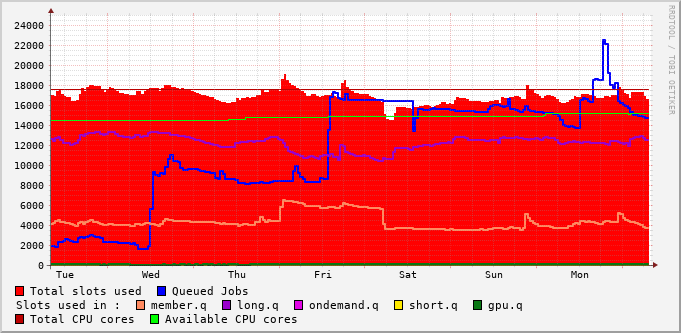 RRDTOOL / TOBI OETIKER
24000
22000
20000
18000
16000
14000
12000
10000
8000
6000
4000
2000
0
Tue Wed Thu Fri Sat Sun Mon
Total slots used Queued Jobs
Slots used in : member.q long.q ondemand.q short.q gpu.q
Total CPU cores Available CPU cores